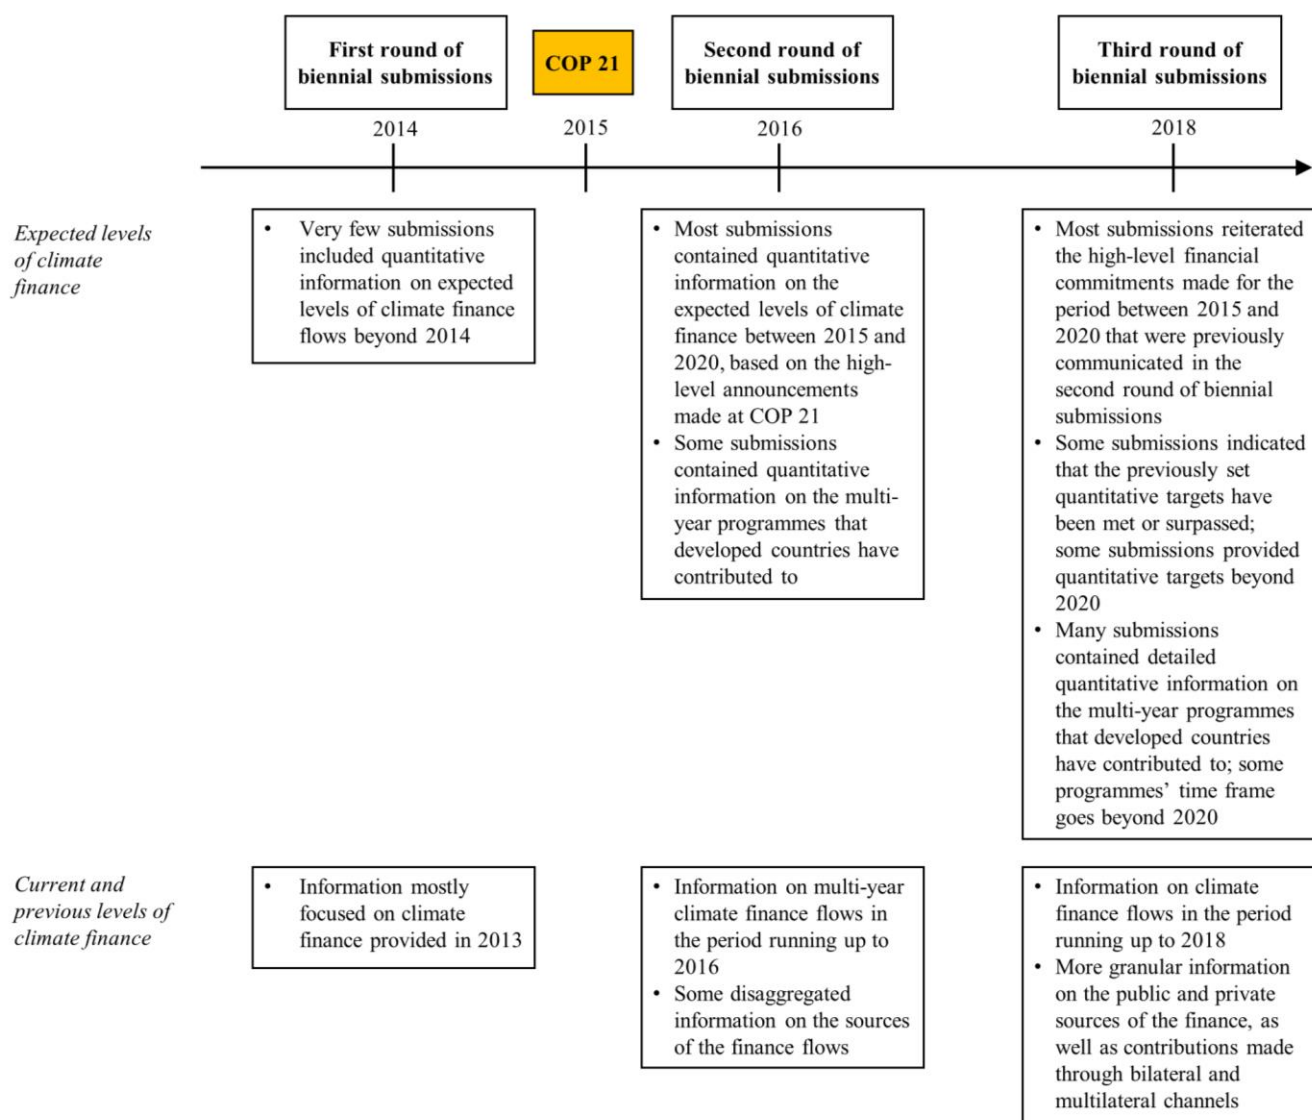 First round of
biennial submissions
COP 21
Second round of
biennial submissions
Third round of
biennial submissions
2014
2015
2016
2018
Expected levels
of climate
finance
• Very few submissions
included quantitative
information on expected
levels of climate finance
flows beyond 2014
• Most submissions
contained quantitative
information on the
expected levels of climate
finance between 2015 and
2020, based on the high-
level announcements
made at COP 21
• Some submissions
contained quantitative
information on the multi-
year programmes that
developed countries have
contributed to
• Most submissions reiterated
the high-level financial
commitments made for the
period between 2015 and
2020 that were previously
communicated in the
second round of biennial
submissions
• Some submissions indicated
that the previously set
quantitative targets have
been met or surpassed;
some submissions provided
quantitative targets beyond
2020
• Many submissions
contained detailed
quantitative information on
the multi-year programmes
that developed countries
have contributed to; some
programmes’ time frame
goes beyond 2020
Current and
previous levels of
climate finance
• Information mostly
focused on climate
finance provided in 2013
• Information on multi-year
climate finance flows in
the period running up to
2016
• Some disaggregated
information on the sources
of the finance flows
• Information on climate
finance flows in the period
running up to 2018
• More granular information
on the public and private
sources of the finance, as
well as contributions made
through bilateral and
multilateral channels